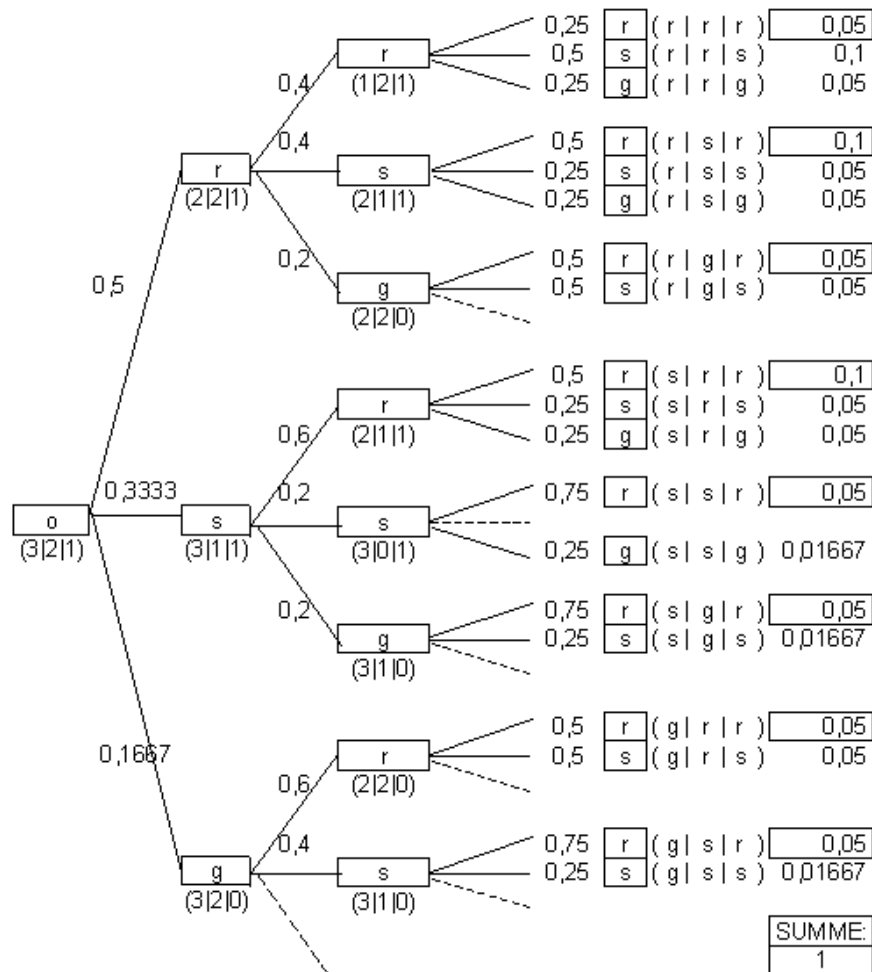 0,25 r ( r | r | r ) 0,05
r 0,5 s ( r | r | s ) 0,1
0,4 (1|2|1) 0,25 g ( r | r | g ) 0,05
0,4 0,5 r ( r | s | r ) 0,1
r s 0,25 s ( r | s | s ) 0,05
(2|2|1) (2|1|1) 0,25 g ( r | s | g ) 0,05
0,2 0,5 r ( r | g | r ) 0,05
0,5 g 0,5 s ( r | g | s ) 0,05
(2|2|0)
0,5 r ( s | r | r ) 0,1
r 0,25 s ( s | r | s ) 0,05
0,6 (2|1|1) 0,25 g ( s | r | g ) 0,05
0,3333 0,2 0,75 r ( s | s | r ) 0,05
o s s
(3|2|1) (3|1|1) (3|0|1) 0,25 g ( s | s | g ) 0,01667
0,2 0,75 r ( s | g | r ) 0,05
g 0,25 s ( s | g | s ) 0,01667
(3|1|0)
0,5 r ( g | r | r ) 0,05
0,1667 r 0,5 s ( g | r | s ) 0,05
0,6 (2|2|0)
0,4 0,75 r ( g | s | r ) 0,05
g s 0,25 s ( g | s | s ) 0,01667
(3|2|0) (3|1|0)
SUMME:
1